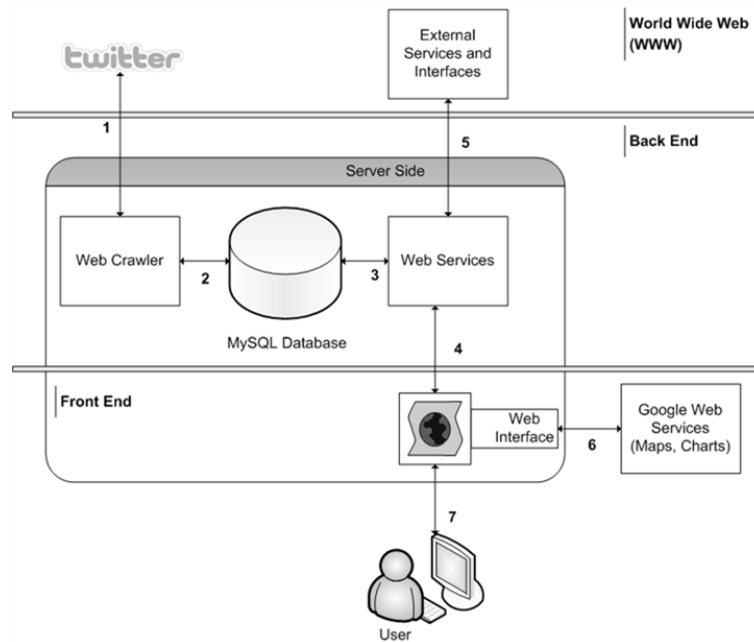 twitter
External
Services and
Interfaces
World Wide Web
(WWW)
1
5
Back End
Server Side
Web Crawler
2
3
Web Services
MySQL Database
4
Front End
Web
Interface
6
Google Web
Services
(Maps, Charts)
7
User